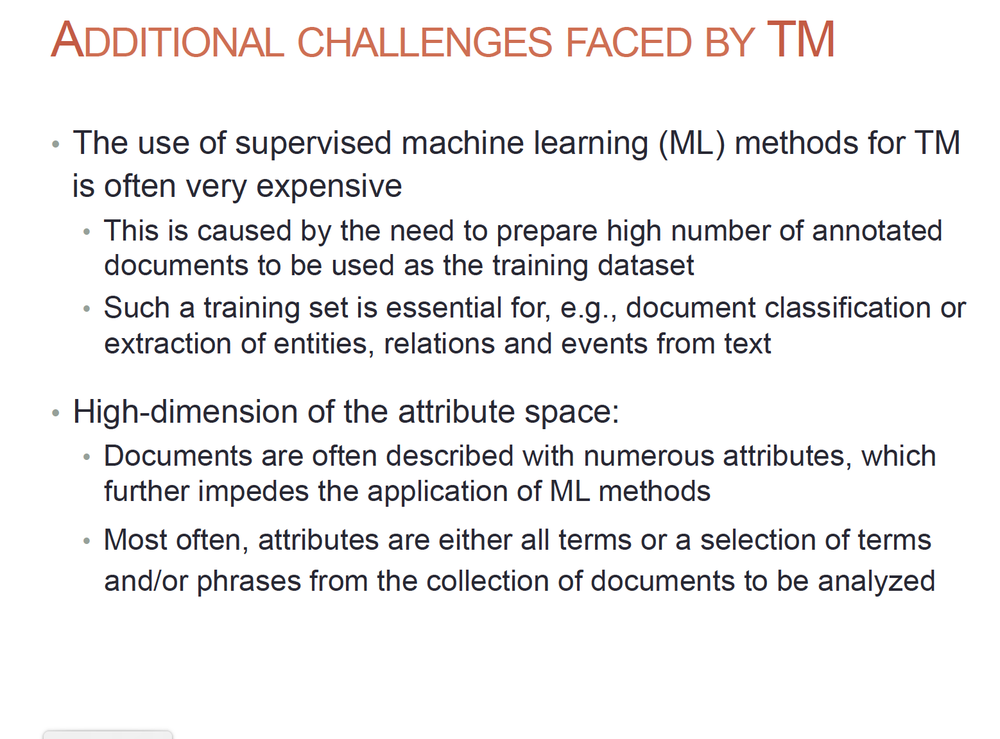 ADDITIONAL CHALLENGES FACED BY TM
• The use of supervised machine learning (ML) methods for TM
is often very expensive
• This is caused by the need to prepare high number of annotated
documents to be used as the training dataset
• Such a training set is essential for, e.g., document classification or
extraction of entities, relations and events from text
• High-dimension of the attribute space:
• Documents are often described with numerous attributes, which
further impedes the application of ML methods
• Most often, attributes are either all terms or a selection of terms
and/or phrases from the collection of documents to be analyzed